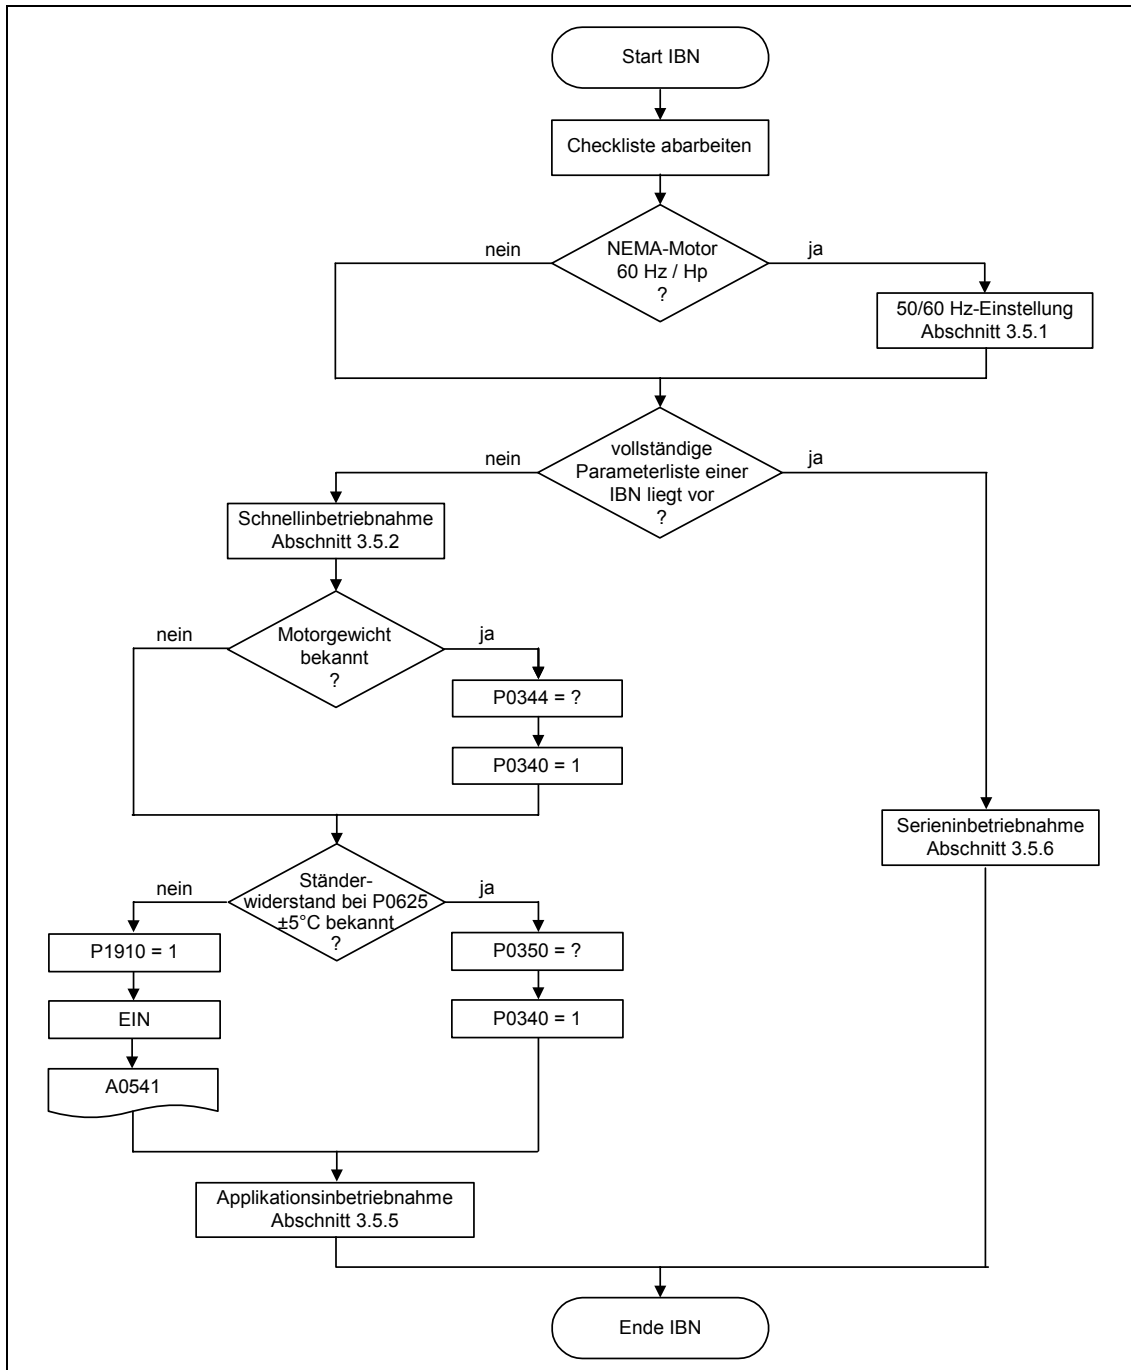 Start IBN
Checkliste abarbeiten
nein
NEMA-Motor
60 Hz / Hp
?
ja
50/60 Hz-Einstellung
Abschnitt 3.5.1
nein
vollständige
Parameterliste einer
IBN liegt vor
?
ja
Schnellinbetriebnahme
Abschnitt 3.5.2
nein
Motorgewicht
bekannt
?
ja
P0344 = ?
P0340 = 1
Serieninbetriebnahme
Abschnitt 3.5.6
nein
Ständer-
widerstand bei P0625
±5°C bekannt
?
ja
P1910 = 1
EIN
A0541
P0350 = ?
P0340 = 1
Applikationsinbetriebnahme
Abschnitt 3.5.5
Ende IBN